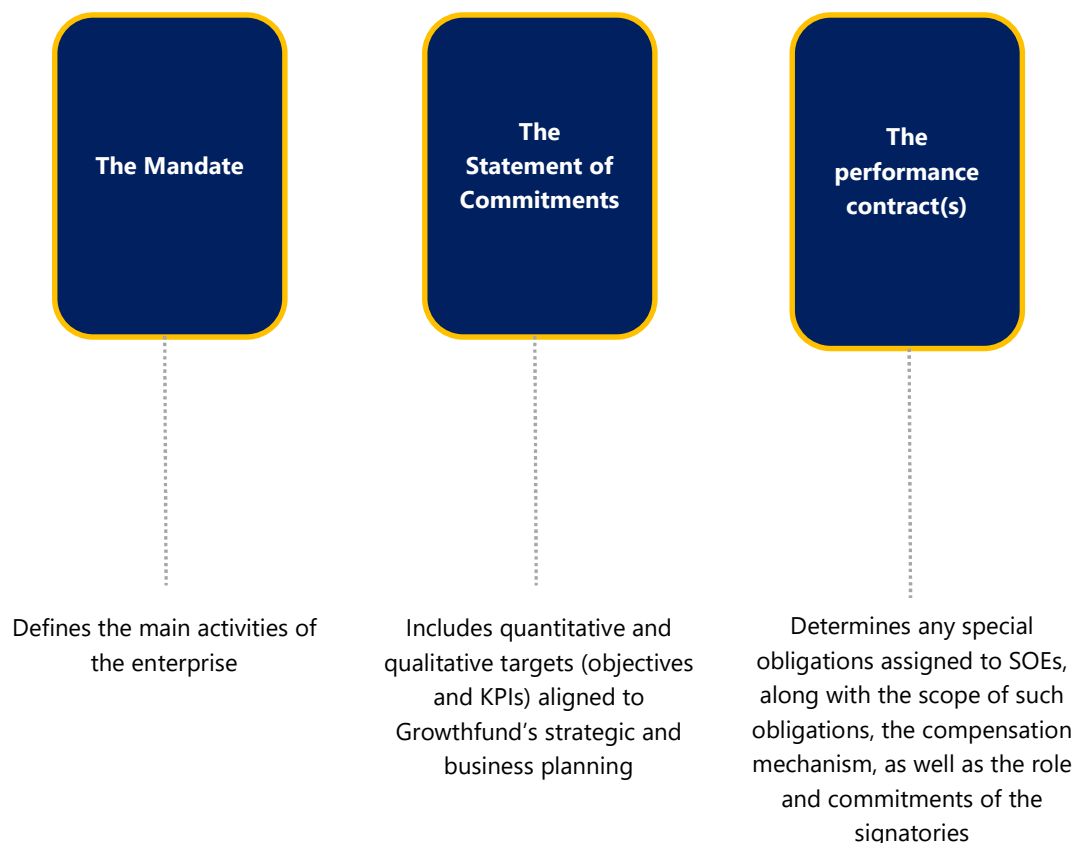 The Mandate
The
Statement of
Commitments
The
performance
contract(s)
Defines the main activities of
the enterprise
Includes quantitative and
qualitative targets (objectives
and KPIs) aligned to
Growthfund's strategic and
business planning
Determines any special
obligations assigned to SOEs,
along with the scope of such
obligations, the compensation
mechanism, as well as the role
and commitments of the
signatories